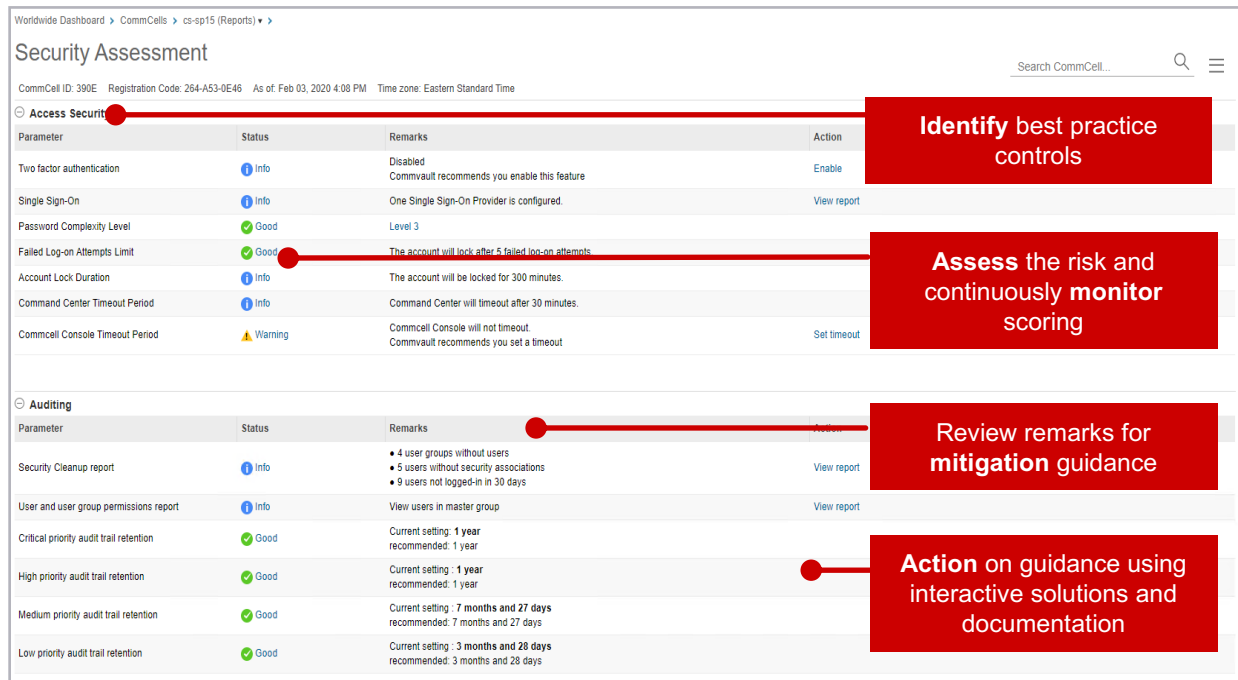 Worldwide Dashboard > CommCells > cs-sp15 (Reports) ▾ >
Security Assessment
Search CommCell...
CommCell ID: 390E Registration Code: 264-A53-0E46 As of: Feb 03, 2020 4:08 PM Time zone: Eastern Standard Time
Access Security
Identify best practice
controls
Parameter Status Remarks Action
Two factor authentication Info Disabled
Commvault recommends you enable this feature Enable
Single Sign-On Info One Single Sign-On Provider is configured. View report
Password Complexity Level Good Level 3
Failed Log-on Attempts Limit Good The account will lock after 5 failed log-on attempts.
Assess the risk and
continuously monitor
scoring
Account Lock Duration Info The account will be locked for 300 minutes.
Command Center Timeout Period Info Command Center will timeout after 30 minutes.
Commcell Console Timeout Period Warning Commcell Console will not timeout.
Commvault recommends you set a timeout Set timeout
Auditing
Parameter Status Remarks Action
Review remarks for
mitigation guidance
Security Cleanup report Info • 4 user groups without users
• 5 users without security associations
• 9 users not logged-in in 30 days View report
User and user group permissions report Info View users in master group View report
Critical priority audit trail retention Good Current setting: 1 year
recommended: 1 year
High priority audit trail retention Good Current setting : 1 year
recommended: 1 year
Action on guidance using
interactive solutions and
documentation
Medium priority audit trail retention Good Current setting : 7 months and 27 days
recommended: 7 months and 27 days
Low priority audit trail retention Good Current setting : 3 months and 28 days
recommended: 3 months and 28 days